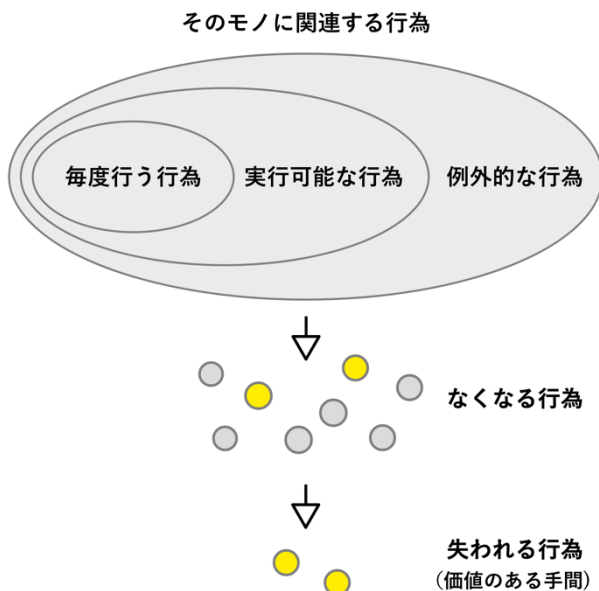 そのモノに関連する行為
毎度行う行為
実行可能な行為
例外的な行為
なくなる行為
失われる行為
（価値のある手間）